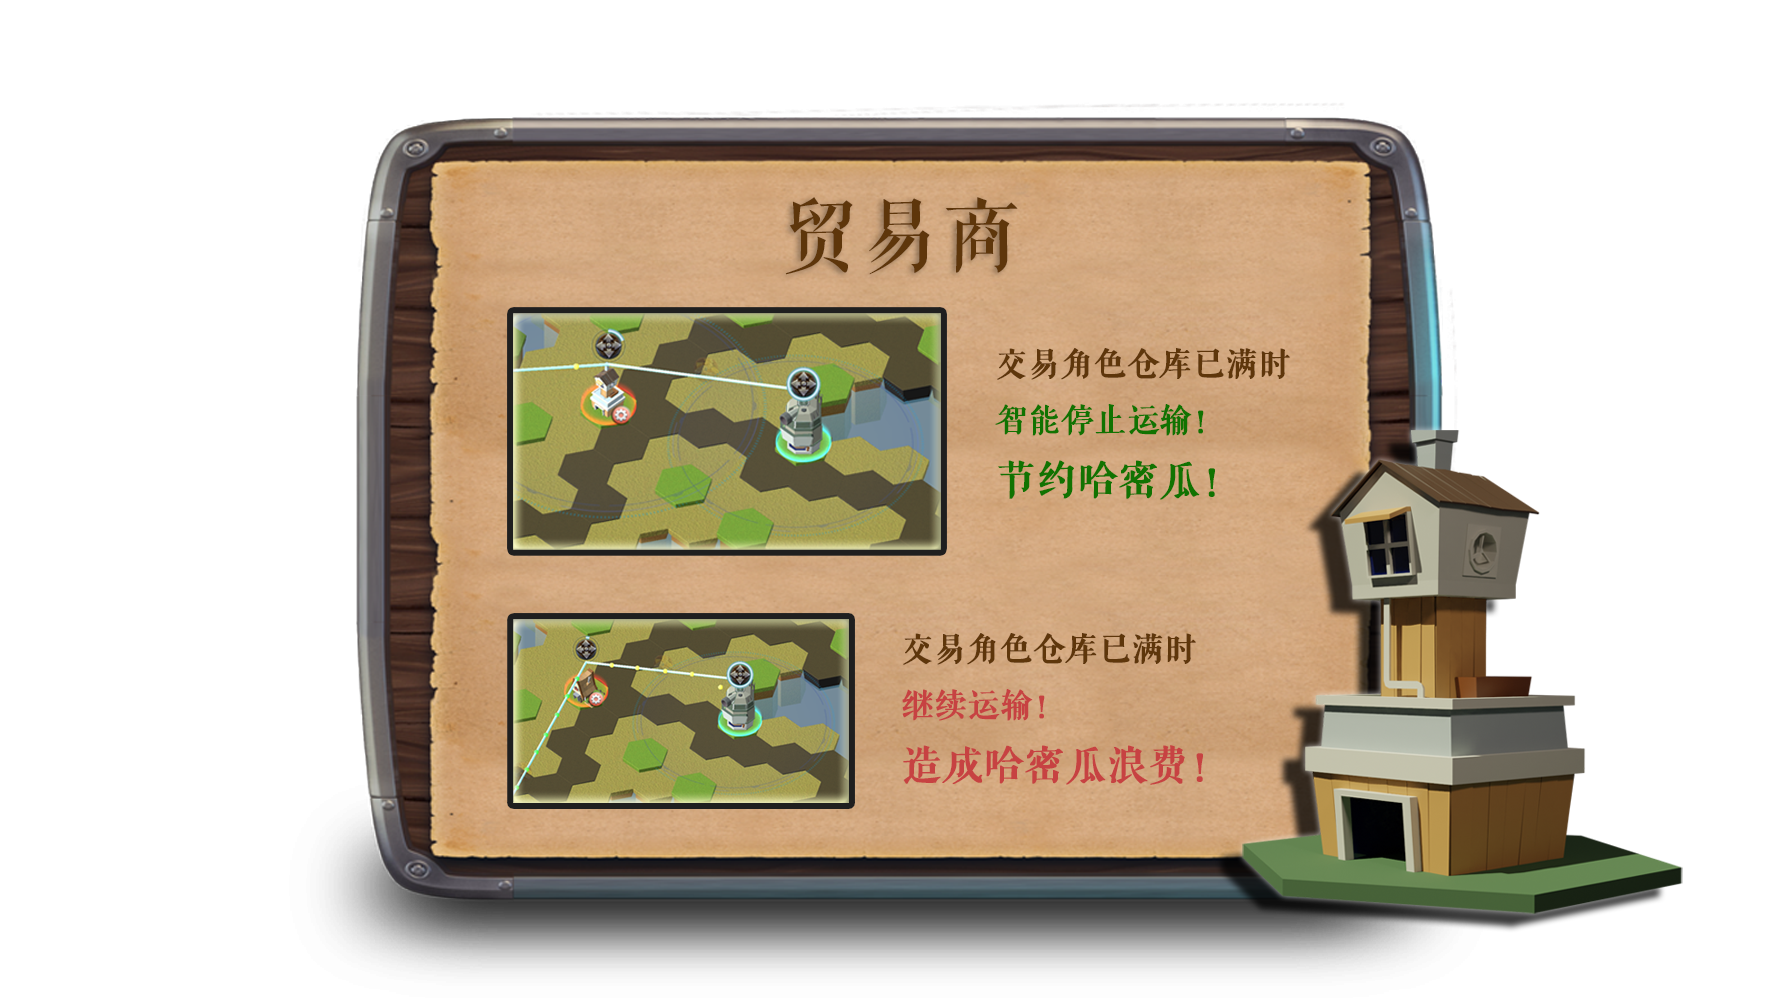 贸易商
交易角色仓库已满时
智能停止运输！
节约哈密瓜！
交易角色仓库已满时
继续运输！
造成哈密瓜浪费！